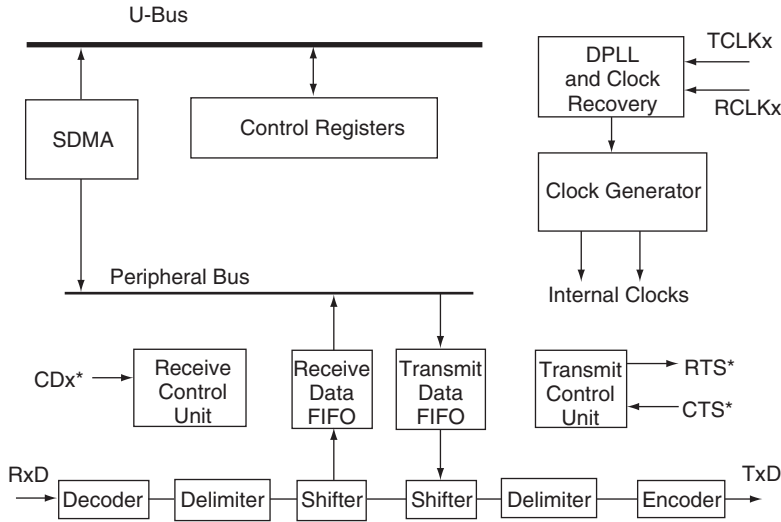 U-Bus
SDMA
Control Registers
DPLL
and Clock
Recovery
TCLKx
RCLKx
Clock Generator
Internal Clocks
Peripheral Bus
CDx*
Receive
Control
Unit
Receive
Data
FIFO
Transmit
Data
FIFO
Transmit
Control
Unit
RTS*
CTS*
RxD
Decoder
Delimiter
Shifter
Shifter
Delimiter
Encoder
TxD